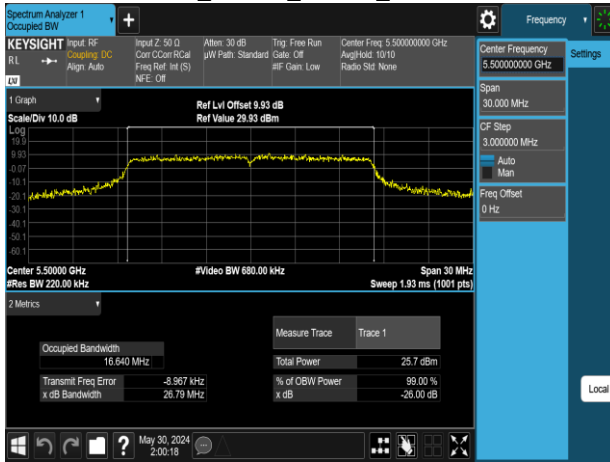 Spectrum Analyzer 1
Occupied BW
Frequency
KEYSIGHT
RL
LXI
Input: RF
Coupling: DC
Align: Auto
Input Z: 50 Ω
Corr CCorr RCal
Freq Ref: Int (S)
NFE: Off
Atten: 30 dB
µW Path: Standard
Trig: Free Run
Gate: Off
#IF Gain: Low
Center Freq: 5.500000000 GHz
Avg|Hold: 10/10
Radio Std: None
Center Frequency
5.500000000 GHz
Settings
Span
30.000 MHz
CF Step
3.000000 MHz
Auto
Man
Freq Offset
0 Hz
Local
1 Graph
Scale/Div 10.0 dB
Ref Lvl Offset 9.93 dB
Ref Value 29.93 dBm
Log
19.9
9.93
-0.07
-10.1
-20.1
-30.1
-40.1
-50.1
-60.1
Center 5.50000 GHz
#Video BW 680.00 kHz
Span 30 MHz
#Res BW 220.00 kHz
Sweep 1.93 ms (1001 pts)
2 Metrics
Measure Trace
Trace 1
Occupied Bandwidth
16.640 MHz
Total Power
25.7 dBm
Transmit Freq Error
-8.967 kHz
% of OBW Power
99.00 %
x dB Bandwidth
26.79 MHz
x dB
-26.00 dB
?
May 30, 2024
2:00:18